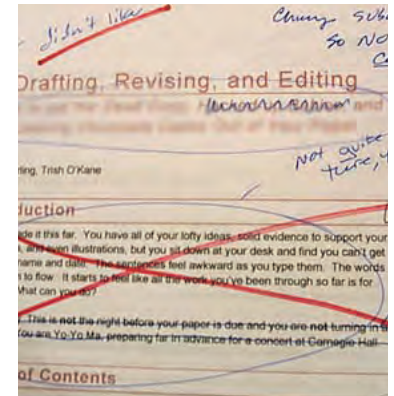 didn't like
Chung subs
so NO
Drafting, Revising, and Editing
and
Not quite
ture, y
ning, Trish O'Kane
duction
de it this far. You have all of your lofty ideas, solid evidence to support your
and even illustrations, but you sit down at your desk and find you can't get
name and date. The sentences feel awkward as you type them. The words
n to flow. It starts to feel like all the work you've been through so far is for
What can you do?
This is not the night before your paper is due and you are not turning in a
You are Yo-Yo Ma, preparing far in advance for a concert at Carnegie Hall
of Contents